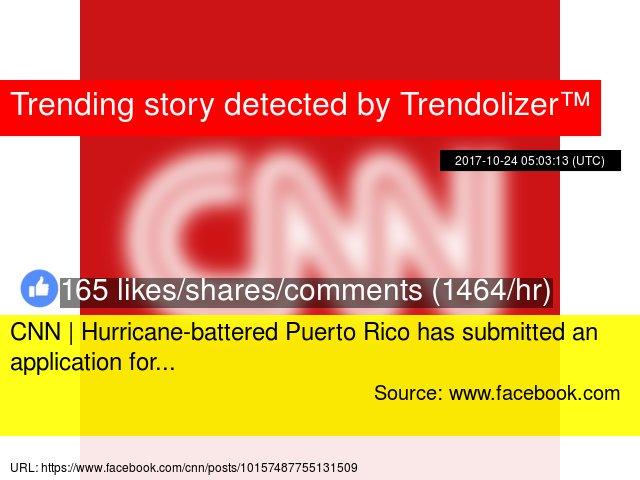 Trending story detected by Trendolizer™
2017-10-24 05:03:13 (UTC)
CNN
165 likes/shares/comments (1464/hr)
CNN | Hurricane-battered Puerto Rico has submitted an
application for...
Source: www.facebook.com
URL: https://www.facebook.com/cnn/posts/10157487755131509